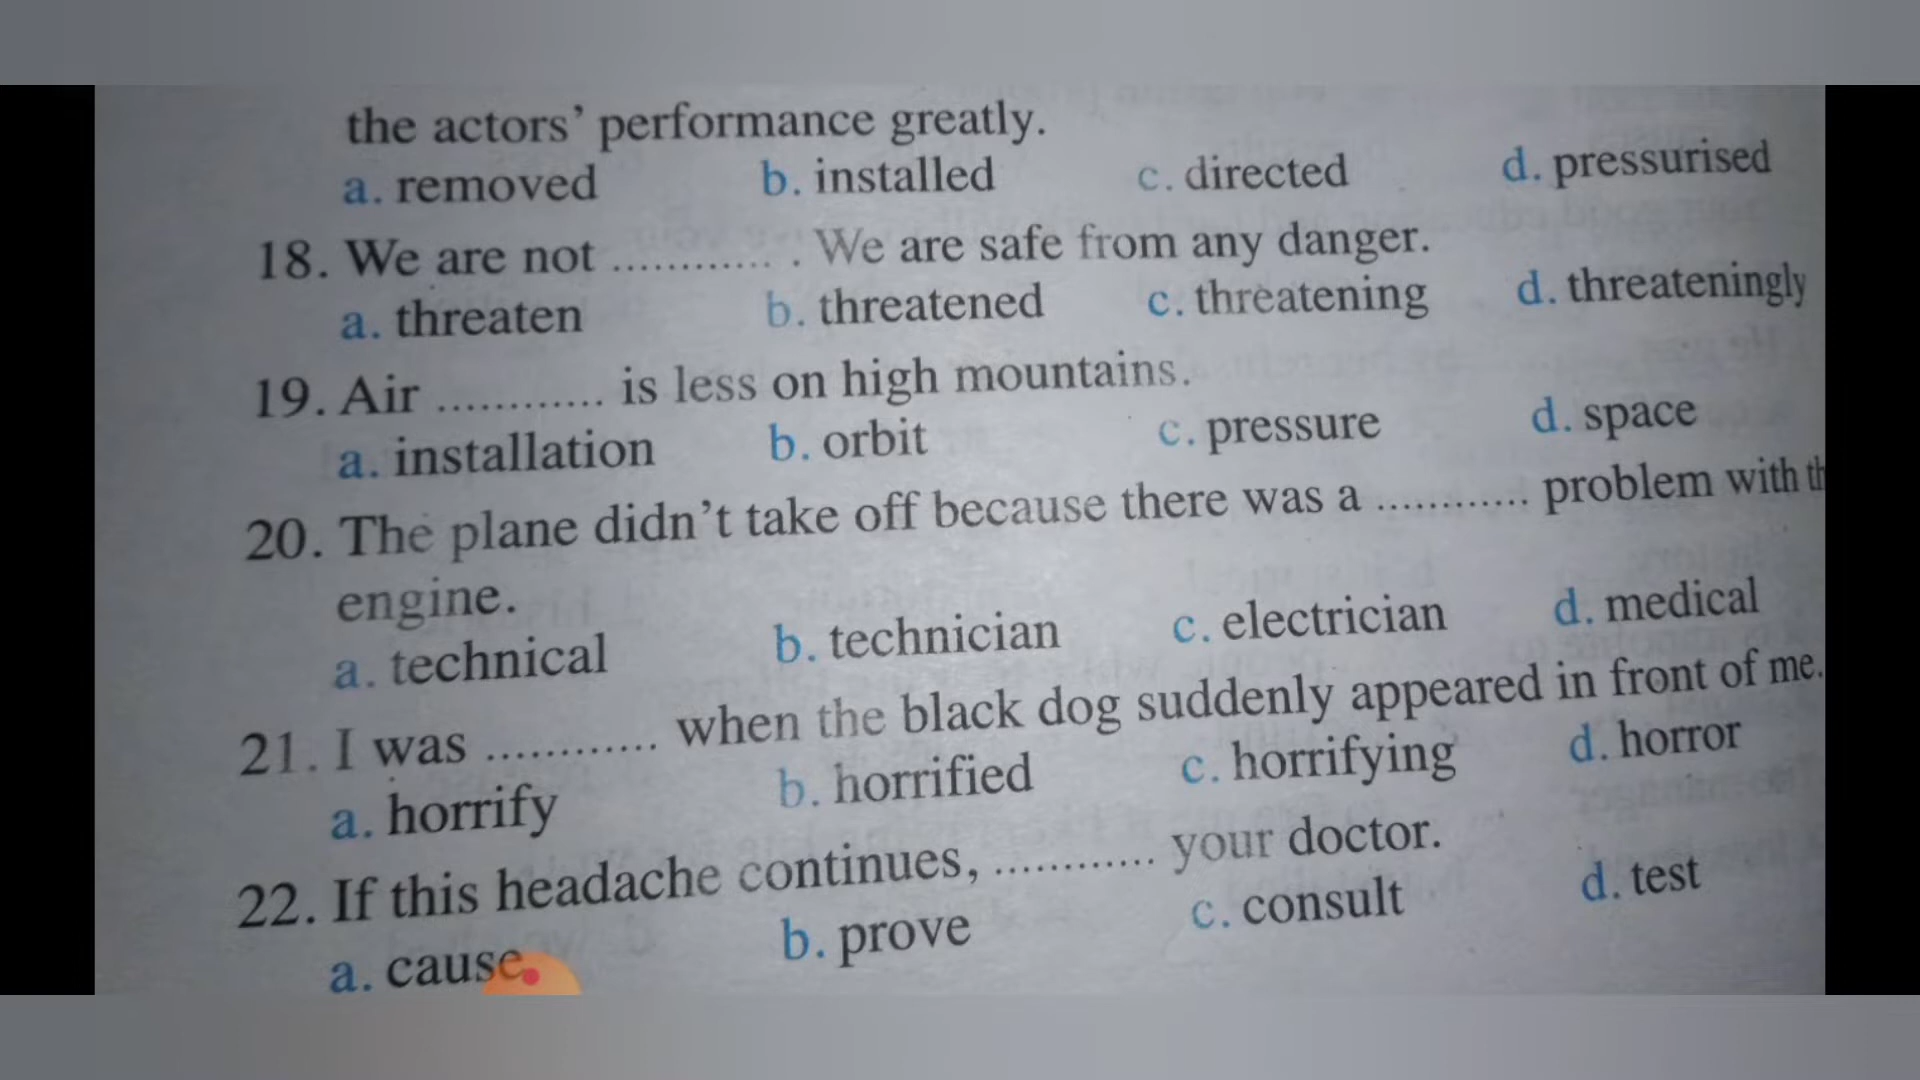 the actors' performance greatly.
a. removed b. installed c. directed d. pressurised
18. We are not ............ . We are safe from any danger.
a. threaten b. threatened c. threatening d. threateningly
19. Air ............ is less on high mountains.
a. installation b. orbit c. pressure d. space
20. The plane didn't take off because there was a ............ problem with th
engine.
a. technical b. technician c. electrician d. medical
21. I was ............ when the black dog suddenly appeared in front of me.
a. horrify b. horrified c. horrifying d. horror
22. If this headache continues, ............ your doctor.
a. cause b. prove c. consult d. test